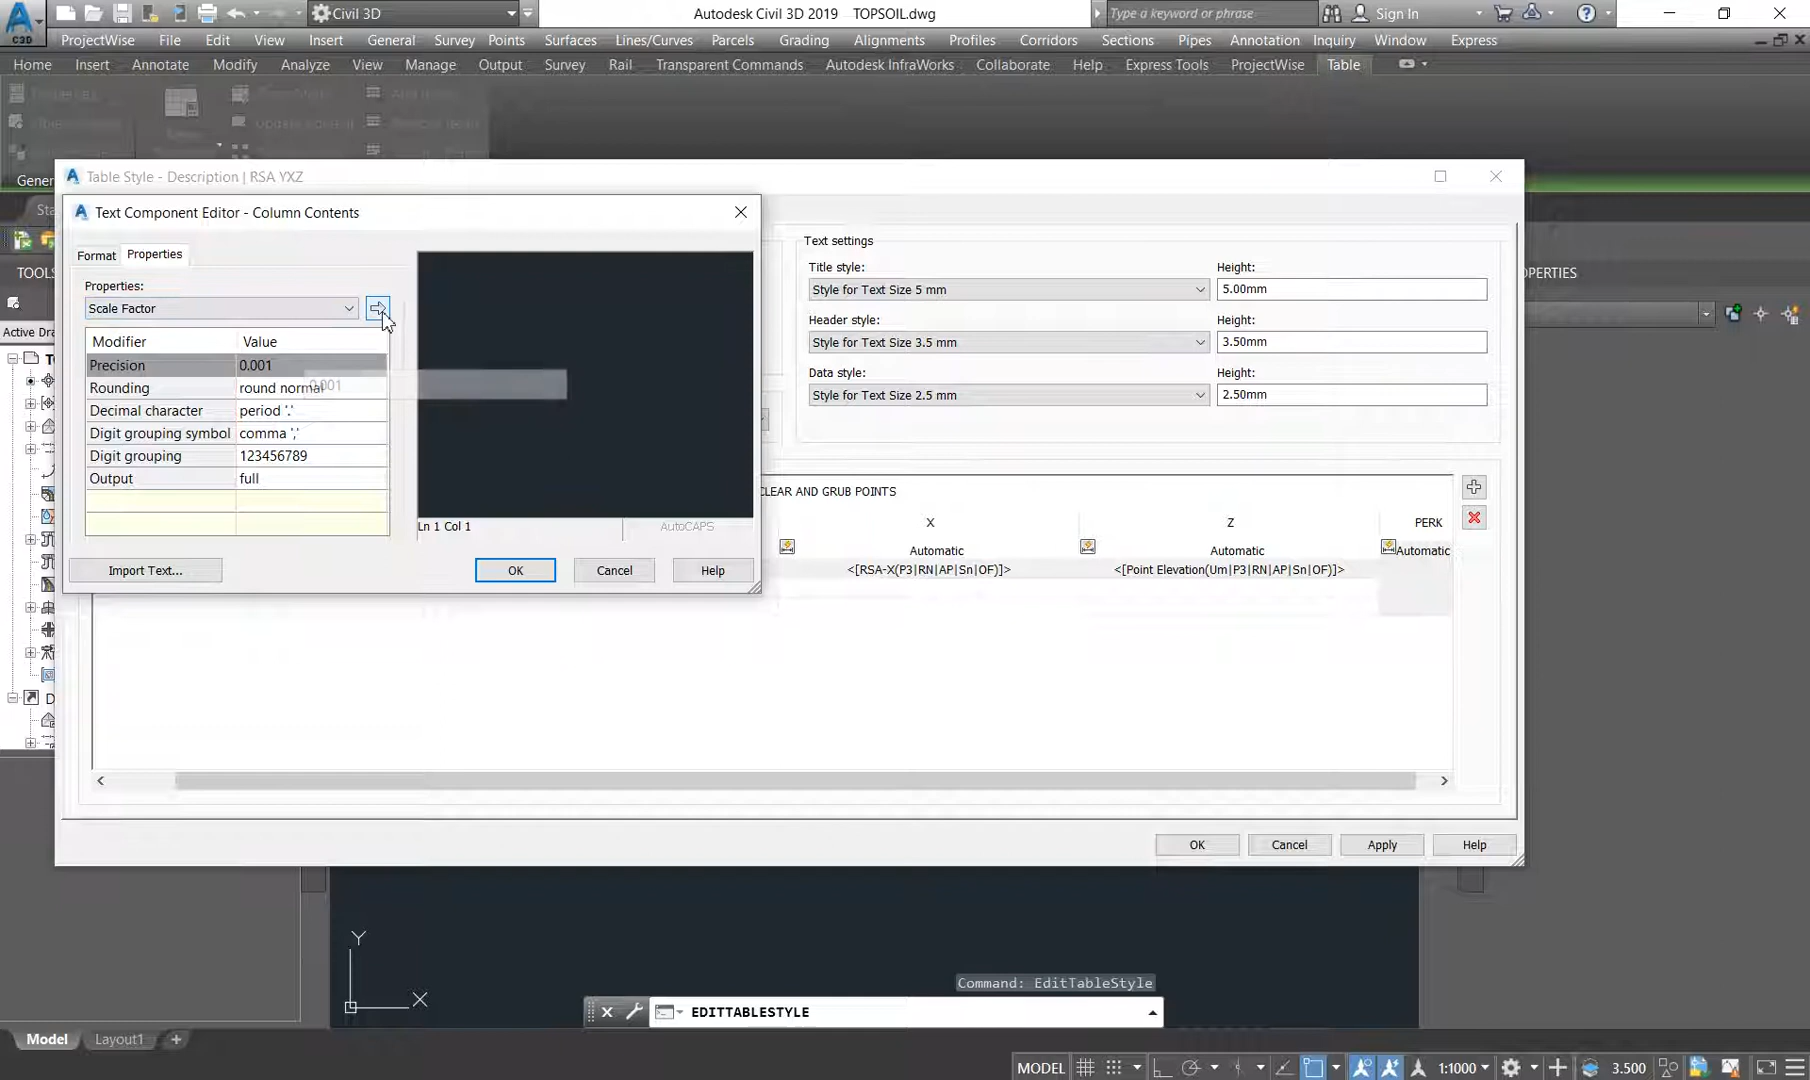 C3D
Civil 3D
Autodesk Civil 3D 2019 TOPSOIL.dwg
Type a keyword or phrase
Sign In
ProjectWise File Edit View Insert General Survey Points Surfaces Lines/Curves Parcels Grading Alignments Profiles Corridors Sections Pipes Annotation Inquiry Window Express
Home Insert Annotate Modify Analyze View Manage Output Survey Rail Transparent Commands Autodesk InfraWorks Collaborate Help Express Tools ProjectWise Table
Table Style - Description | RSA YXZ
Text Component Editor - Column Contents
Format Properties
Properties:
Scale Factor
Modifier Value
Precision 0.001
Rounding round normal
0.001
Decimal character period '.'
Digit grouping symbol comma ','
Digit grouping 123456789
Output full
Ln 1 Col 1
AutoCAPS
Import Text...
OK Cancel Help
Text settings
Title style: Height:
Style for Text Size 5 mm 5.00mm
Header style: Height:
Style for Text Size 3.5 mm 3.50mm
Data style: Height:
Style for Text Size 2.5 mm 2.50mm
CLEAR AND GRUB POINTS
X Z PERK
Automatic Automatic Automatic
<[RSA-X(P3|RN|AP|Sn|OF)]> <[Point Elevation(Um|P3|RN|AP|Sn|OF)]>
OK Cancel Apply Help
Y
X
Command: EditTableStyle
EDITTABLESTYLE
Model Layout1 +
MODEL 1:1000 3.500